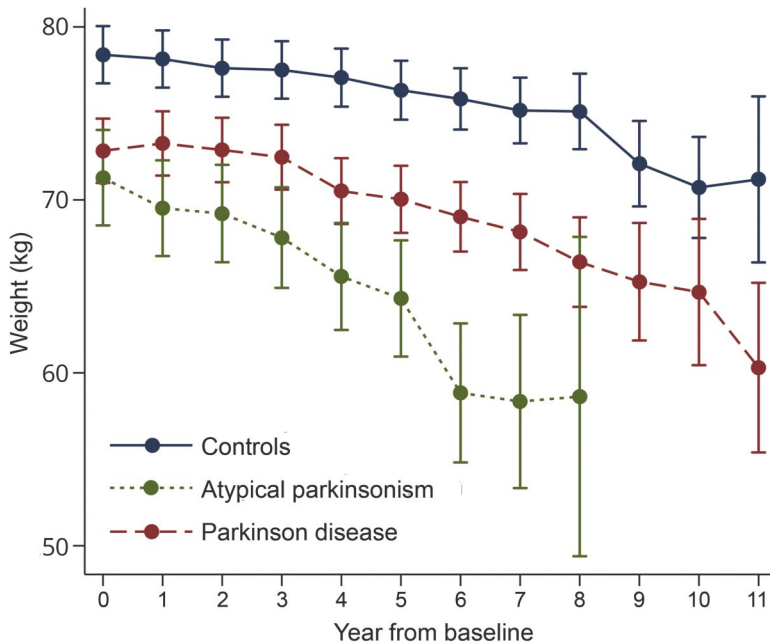 80
70
60
50
Weight (kg)
Controls
Atypical parkinsonism
Parkinson disease
0 1 2 3 4 5 6 7 8 9 10 11
Year from baseline